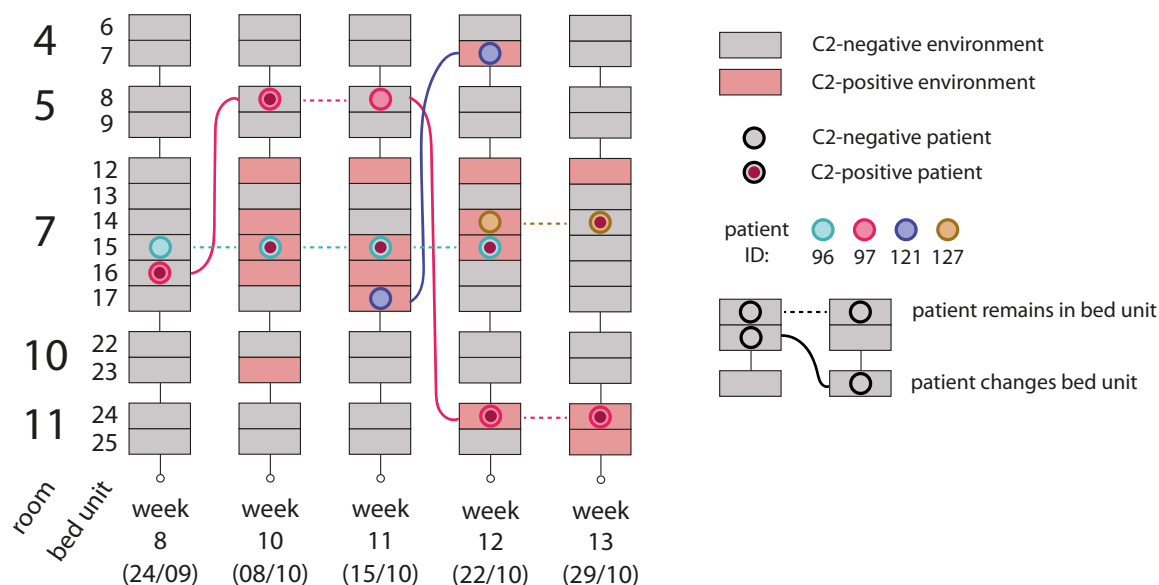 4
6
7
5
8
9
7
12
13
14
15
16
17
10
22
23
11
24
25
room
bed unit
week
8
(24/09)
week
10
(08/10)
week
11
(15/10)
week
12
(22/10)
week
13
(29/10)
C2-negative environment
C2-positive environment
C2-negative patient
C2-positive patient
patient
ID:
96 97 121 127
patient remains in bed unit
patient changes bed unit